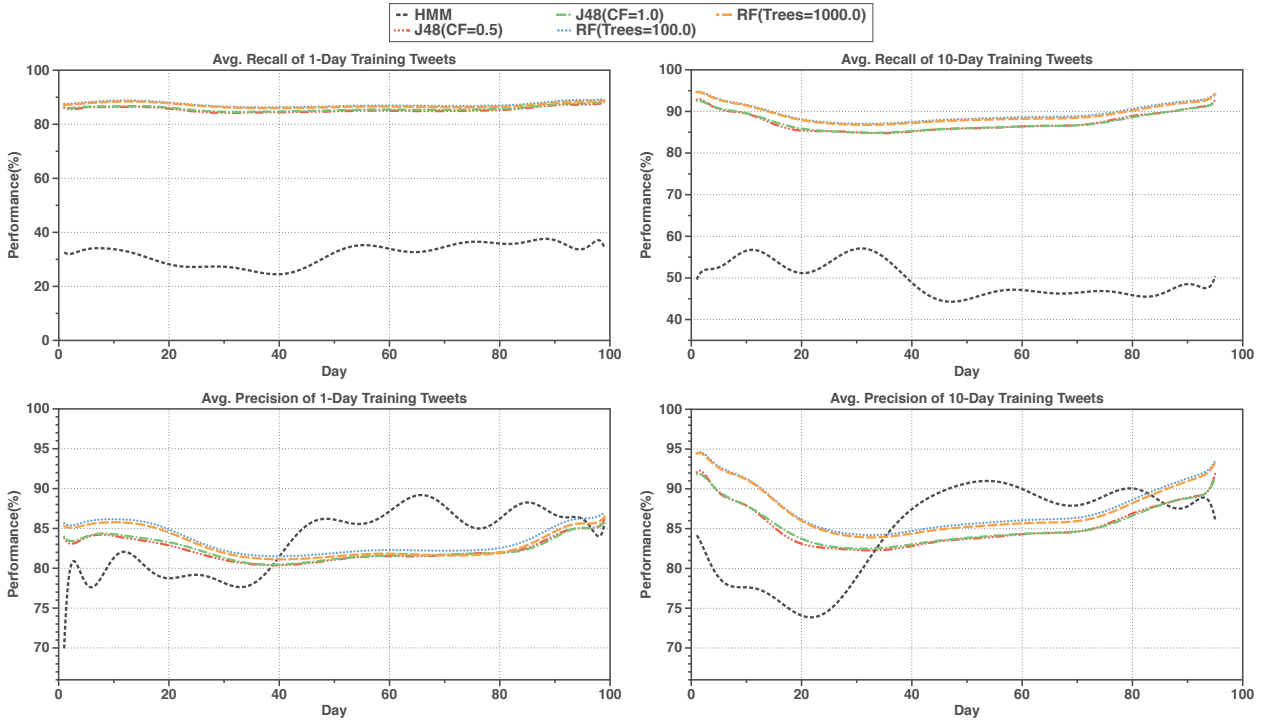 HMM J48(CF=1.0) RF(Trees=1000.0)
J48(CF=0.5) RF(Trees=100.0)
Avg. Recall of 1-Day Training Tweets
100
80
60
40
20
0
Performance(%)
0 20 40 60 80 100
Day
Avg. Recall of 10-Day Training Tweets
100
90
80
70
60
50
40
Performance(%)
0 20 40 60 80 100
Day
Avg. Precision of 1-Day Training Tweets
100
95
90
85
80
75
70
Performance(%)
0 20 40 60 80 100
Day
Avg. Precision of 10-Day Training Tweets
100
95
90
85
80
75
70
Performance(%)
0 20 40 60 80 100
Day